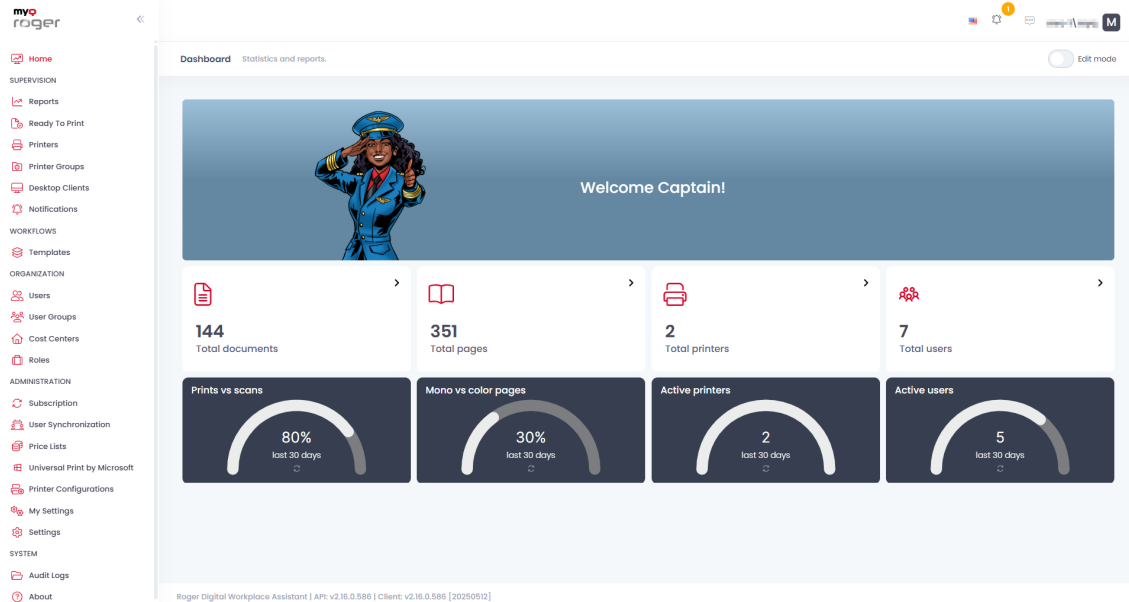 myQ
roger
1
M
Dashboard Statistics and reports.
Edit mode
Home
SUPERVISION
Reports
Ready To Print
Printers
Printer Groups
Desktop Clients
Notifications
WORKFLOWS
Templates
ORGANIZATION
Users
User Groups
Cost Centers
Roles
ADMINISTRATION
Subscription
User Synchronization
Price Lists
Universal Print by Microsoft
Printer Configurations
My Settings
Settings
SYSTEM
Audit Logs
About
Welcome Captain!
144
Total documents
351
Total pages
2
Total printers
7
Total users
Prints vs scans
80%
last 30 days
Mono vs color pages
30%
last 30 days
Active printers
2
last 30 days
Active users
5
last 30 days
Roger Digital Workplace Assistant | API: v2.16.0.586 | Client: v2.16.0.586 [20250512]